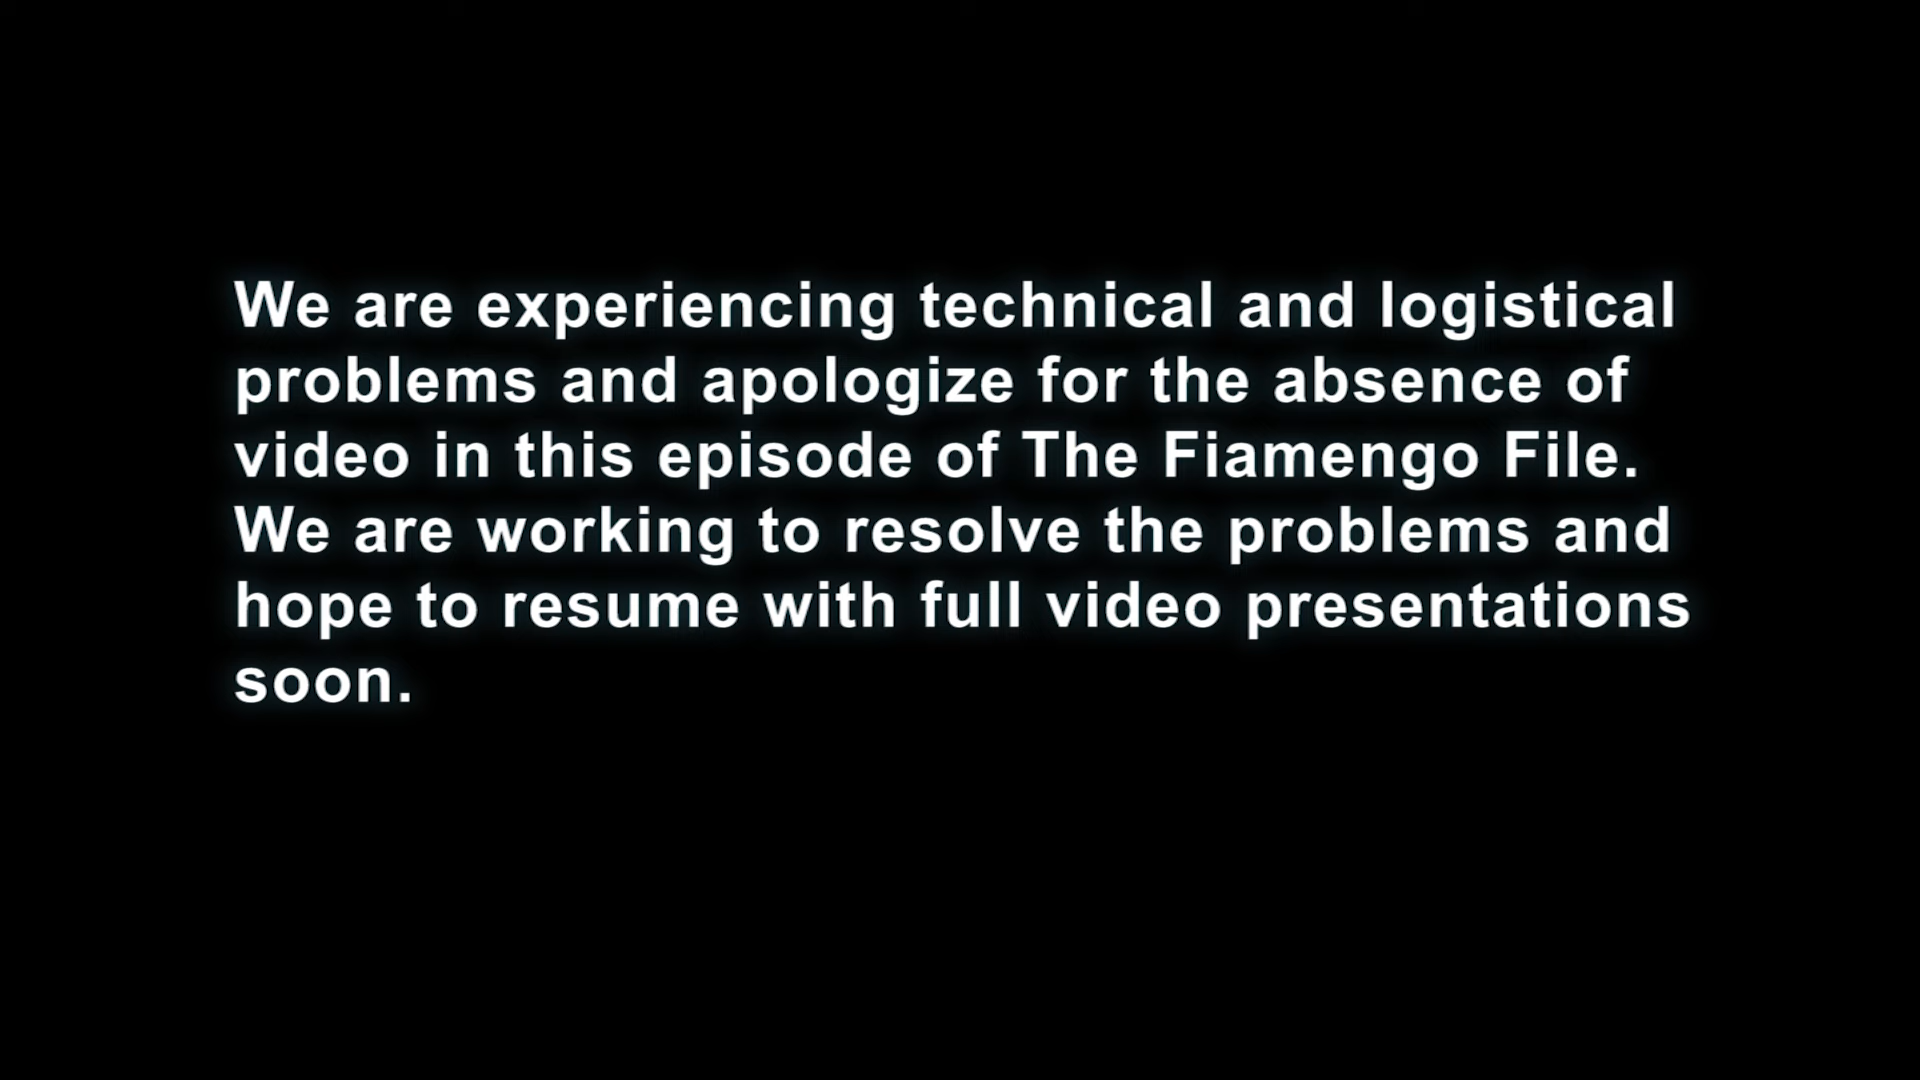 We are experiencing technical and logistical
problems and apologize for the absence of
video in this episode of The Fiamengo File.
We are working to resolve the problems and
hope to resume with full video presentations
soon.